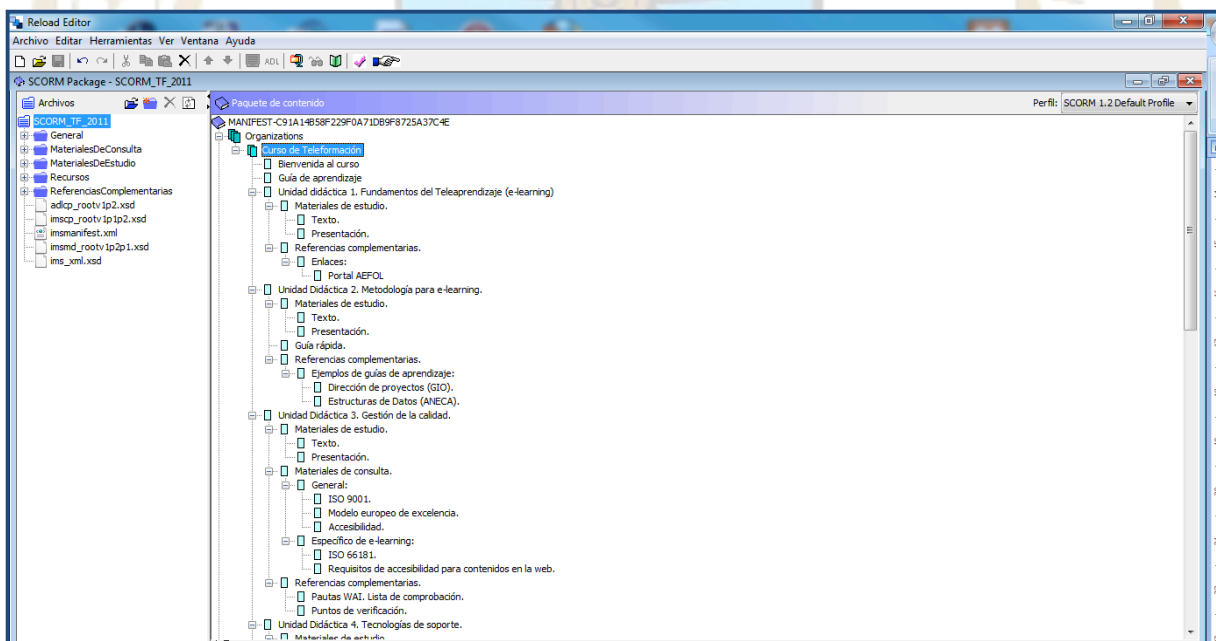 Reload Editor
Archivo Editar Herramientas Ver Ventana Ayuda
ADL
SCORM Package - SCORM_TF_2011
Archivos
SCORM_TF_2011
General
MaterialesDeConsulta
MaterialesDeEstudio
Recursos
ReferenciasComplementarias
adlcp_rootv1p2.xsd
imscp_rootv1p1p2.xsd
imsmanifest.xml
imsmd_rootv1p2p1.xsd
ims_xml.xsd
Paquete de contenido
Perfil: SCORM 1.2 Default Profile
MANIFEST-C91A14B58F229F0A71DB9F8725A37C4E
Organizations
Curso de Teleformación
Bienvenida al curso
Guía de aprendizaje
Unidad didáctica 1. Fundamentos del Teleaprendizaje (e-learning)
Materiales de estudio.
Texto.
Presentación.
Referencias complementarias.
Enlaces:
Portal AEFOL
Unidad Didáctica 2. Metodología para e-learning.
Materiales de estudio.
Texto.
Presentación.
Guía rápida.
Referencias complementarias.
Ejemplos de guías de aprendizaje:
Dirección de proyectos (GIO).
Estructuras de Datos (ANECA).
Unidad Didáctica 3. Gestión de la calidad.
Materiales de estudio.
Texto.
Presentación.
Materiales de consulta.
General:
ISO 9001.
Modelo europeo de excelencia.
Accesibilidad.
Específico de e-learning:
ISO 66181.
Requisitos de accesibilidad para contenidos en la web.
Referencias complementarias.
Pautas WAI. Lista de comprobación.
Puntos de verificación.
Unidad Didáctica 4. Tecnologías de soporte.
Materiales de estudio